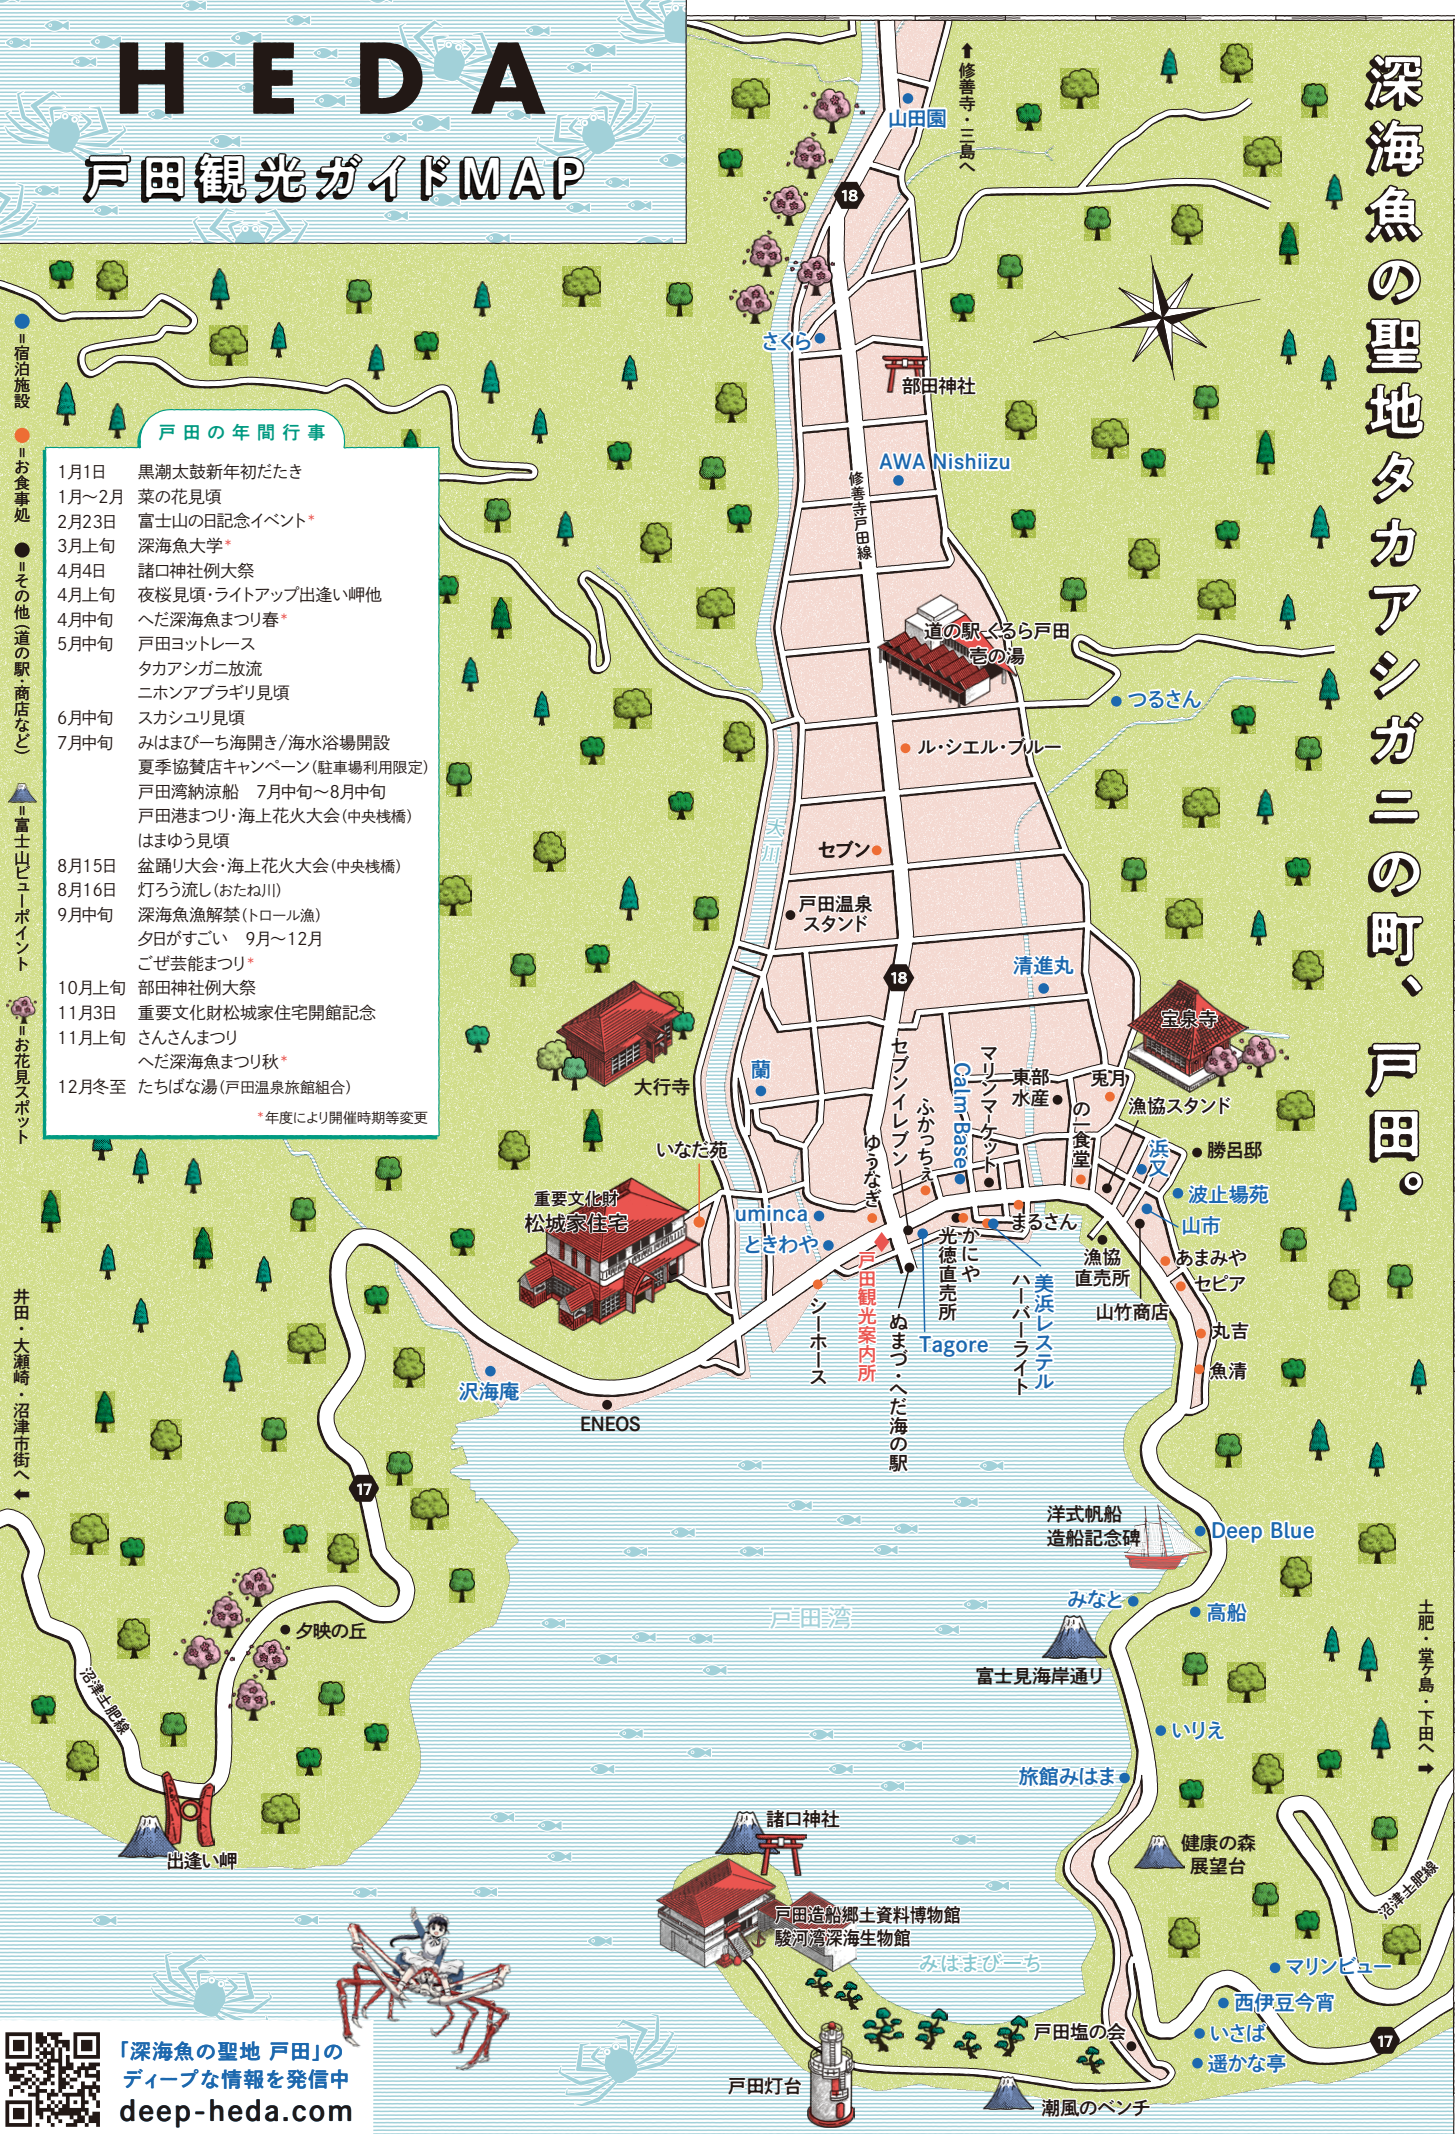 HEDA
戸田観光ガイドMAP
深海魚の聖地タカアシガニの町、戸田。
=宿泊施設
=お食事処
=その他(道の駅・商店など)
=富士山ビューポイント
=お花見スポット
戸田の年間行事
1月1日 黒潮太鼓新年初だたき
1月〜2月 菜の花見頃
2月23日 富士山の日記念イベント*
3月上旬 深海魚大学*
4月4日 諸口神社例大祭
4月上旬 夜桜見頃・ライトアップ出逢い岬他
4月中旬 へだ深海魚まつり春*
5月中旬 戸田ヨットレース
タカアシガニ放流
ニホンアブラギリ見頃
6月中旬 スカシユリ見頃
7月中旬 みはまびーち海開き/海水浴場開設
夏季協賛店キャンペーン(駐車場利用限定)
戸田湾納涼船 7月中旬〜8月中旬
戸田港まつり・海上花火大会(中央桟橋)
はまゆう見頃
8月15日 盆踊り大会・海上花火大会(中央桟橋)
8月16日 灯ろう流し(おたね川)
9月中旬 深海魚漁解禁(トロール漁)
夕日がすごい 9月〜12月
ごぜ芸能まつり*
10月上旬 部田神社例大祭
11月3日 重要文化財松城家住宅開館記念
11月上旬 さんさんまつり
へだ深海魚まつり秋*
12月冬至 たちばな湯(戸田温泉旅館組合)
*年度により開催時期等変更
修善寺・三島へ
山田園
18
さくら
部田神社
AWA Nishiizu
修善寺戸田線
道の駅くるら戸田
壱の湯
つるさん
ル・シエル・ブルー
大川
セブン
戸田温泉
スタンド
18
清進丸
宝泉寺
大行寺
蘭
セブンイレブン
Calm Base
マリンマーケット
東部
水産
兎月
漁協スタンド
の一食堂
ふかっちぇ
ゆうなぎ
浜又
勝呂邸
いなだ苑
重要文化財
松城家住宅
uminca
ときわや
波止場苑
山市
まるさん
かにや
光徳直売所
漁協
直売所
あまみや
セピア
山竹商店
戸田観光案内所
シーホース
ぬまづ・へだ海の駅
Tagore
ハーバーライト
美浜レステル
丸吉
魚清
沢海庵
ENEOS
井田・大瀬崎・沼津市街へ
17
洋式帆船
造船記念碑
Deep Blue
みなと
高船
戸田湾
富士見海岸通り
土肥・堂ヶ島・下田へ
夕映の丘
沼津土肥線
いりえ
旅館みはま
諸口神社
健康の森
展望台
出逢い岬
沼津土肥線
戸田造船郷土資料博物館
駿河湾深海生物館
みはまびーち
マリンビュー
西伊豆今宵
戸田塩の会
いさば
遥かな亭
17
戸田灯台
潮風のベンチ
「深海魚の聖地 戸田」の
ディープな情報を発信中
deep-heda.com